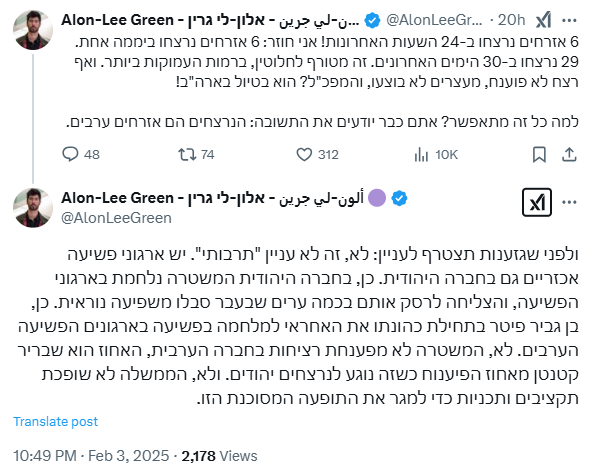 Alon-Lee Green - אלון-לי גרין - ألون-لي جرين... @AlonLeeGr... · 20h
6 אזרחים נרצחו ב-24 השעות האחרונות! אני חוזר: 6 אזרחים נרצחו ביממה אחת.
29 נרצחו ב-30 הימים האחרונים. זה מטורף לחלוטין, ברמות העמוקות ביותר. ואף
רצח לא פוענח, מעצרים לא בוצעו, והמפכ"ל? הוא בטיול בארה"ב!
למה כל זה מתאפשר? אתם כבר יודעים את התשובה: הנרצחים הם אזרחים ערבים.
48 74 312 10K
Alon-Lee Green - אלון-לי גרין - ألون-لي جرين
@AlonLeeGreen
ולפני שגזענות תצטרף לעניין: לא, זה לא עניין "תרבותי". יש ארגוני פשיעה
אכזריים גם בחברה היהודית. כן, בחברה היהודית המשטרה נלחמת בארגוני
הפשיעה, והצליחה לרסק אותם בכמה ערים שבעבר סבלו משפיעה נוראית. כן,
בן גביר פיטר בתחילת כהונתו את האחראי למלחמה בפשיעה בארגונים הפשיעה
הערבים. לא, המשטרה לא מפענחת רציחות בחברה הערבית, האחוז הוא שבריר
קטנטן מאחוז הפיענוח כשזה נוגע לנרצחים יהודים. ולא, הממשלה לא שופכת
תקציבים ותכניות כדי למגר את התופעה המסוכנת הזו.
Translate post
10:49 PM · Feb 3, 2025 · 2,178 Views